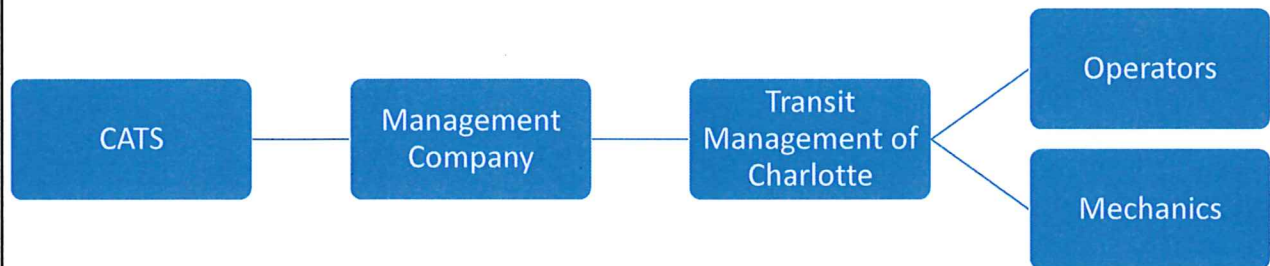 CATS
Management
Company
Transit
Management of
Charlotte
Operators
Mechanics